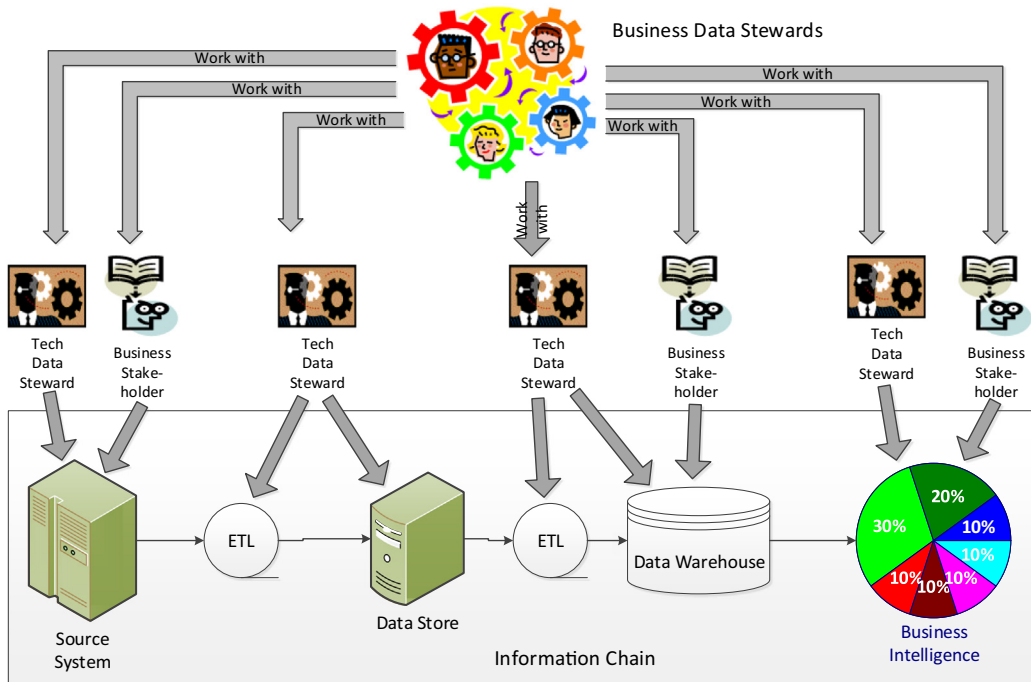 Business Data Stewards
Work with
Work with
Work with
Work with
Work with
Work with
Work
with
Tech
Data
Steward
Business
Stake-
holder
Tech
Data
Steward
Tech
Data
Steward
Business
Stake-
holder
Tech
Data
Steward
Business
Stake-
holder
20%
30%
10%
10%
10%
10%
10%
ETL
ETL
Data Warehouse
Source
System
Data Store
Business
Intelligence
Information Chain